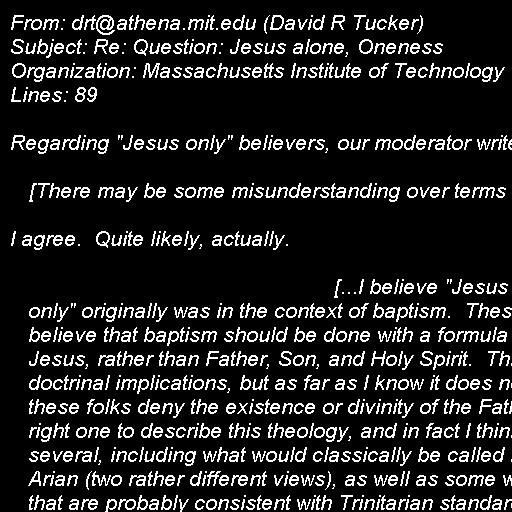 From: drt@athena.mit.edu (David R Tucker)
Subject: Re: Question: Jesus alone, Oneness
Organization: Massachusetts Institute of Technology
Lines: 89
Regarding "Jesus only" believers, our moderator write
[There may be some misunderstanding over terms
I agree.  Quite likely, actually.
[...I believe "Jesus
only" originally was in the context of baptism.  Thes
believe that baptism should be done with a formula
Jesus, rather than Father, Son, and Holy Spirit.  Th
doctrinal implications, but as far as I know it does n
these folks deny the existence or divinity of the Fat
right one to describe this theology, and in fact I thin
several, including what would classically be called
Arian (two rather different views), as well as some w
that are probably consistent with Trinitarian standar